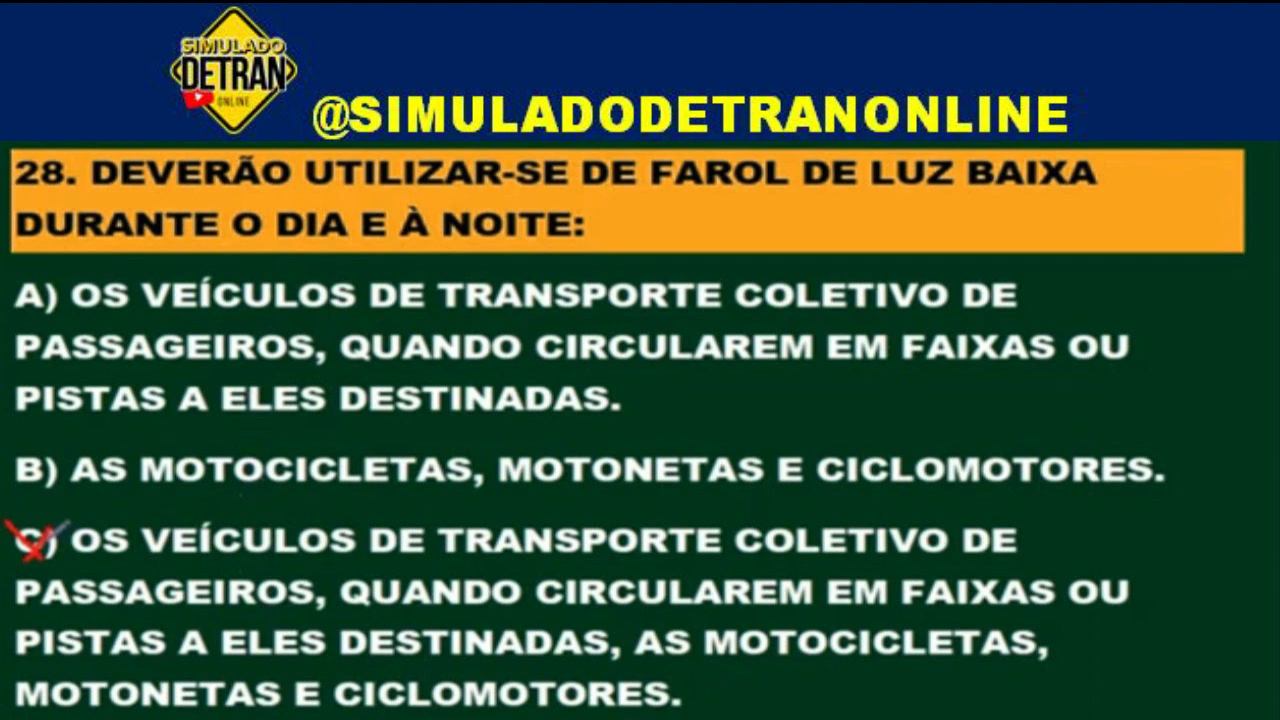 SIMULADO
DETRAN
ONLINE
@SIMULADODETRANONLINE
28. DEVERÃO UTILIZAR-SE DE FAROL DE LUZ BAIXA
DURANTE O DIA E À NOITE:
A) OS VEÍCULOS DE TRANSPORTE COLETIVO DE
PASSAGEIROS, QUANDO CIRCULAREM EM FAIXAS OU
PISTAS A ELES DESTINADAS.
B) AS MOTOCICLETAS, MOTONETAS E CICLOMOTORES.
C) OS VEÍCULOS DE TRANSPORTE COLETIVO DE
PASSAGEIROS, QUANDO CIRCULAREM EM FAIXAS OU
PISTAS A ELES DESTINADAS, AS MOTOCICLETAS,
MOTONETAS E CICLOMOTORES.